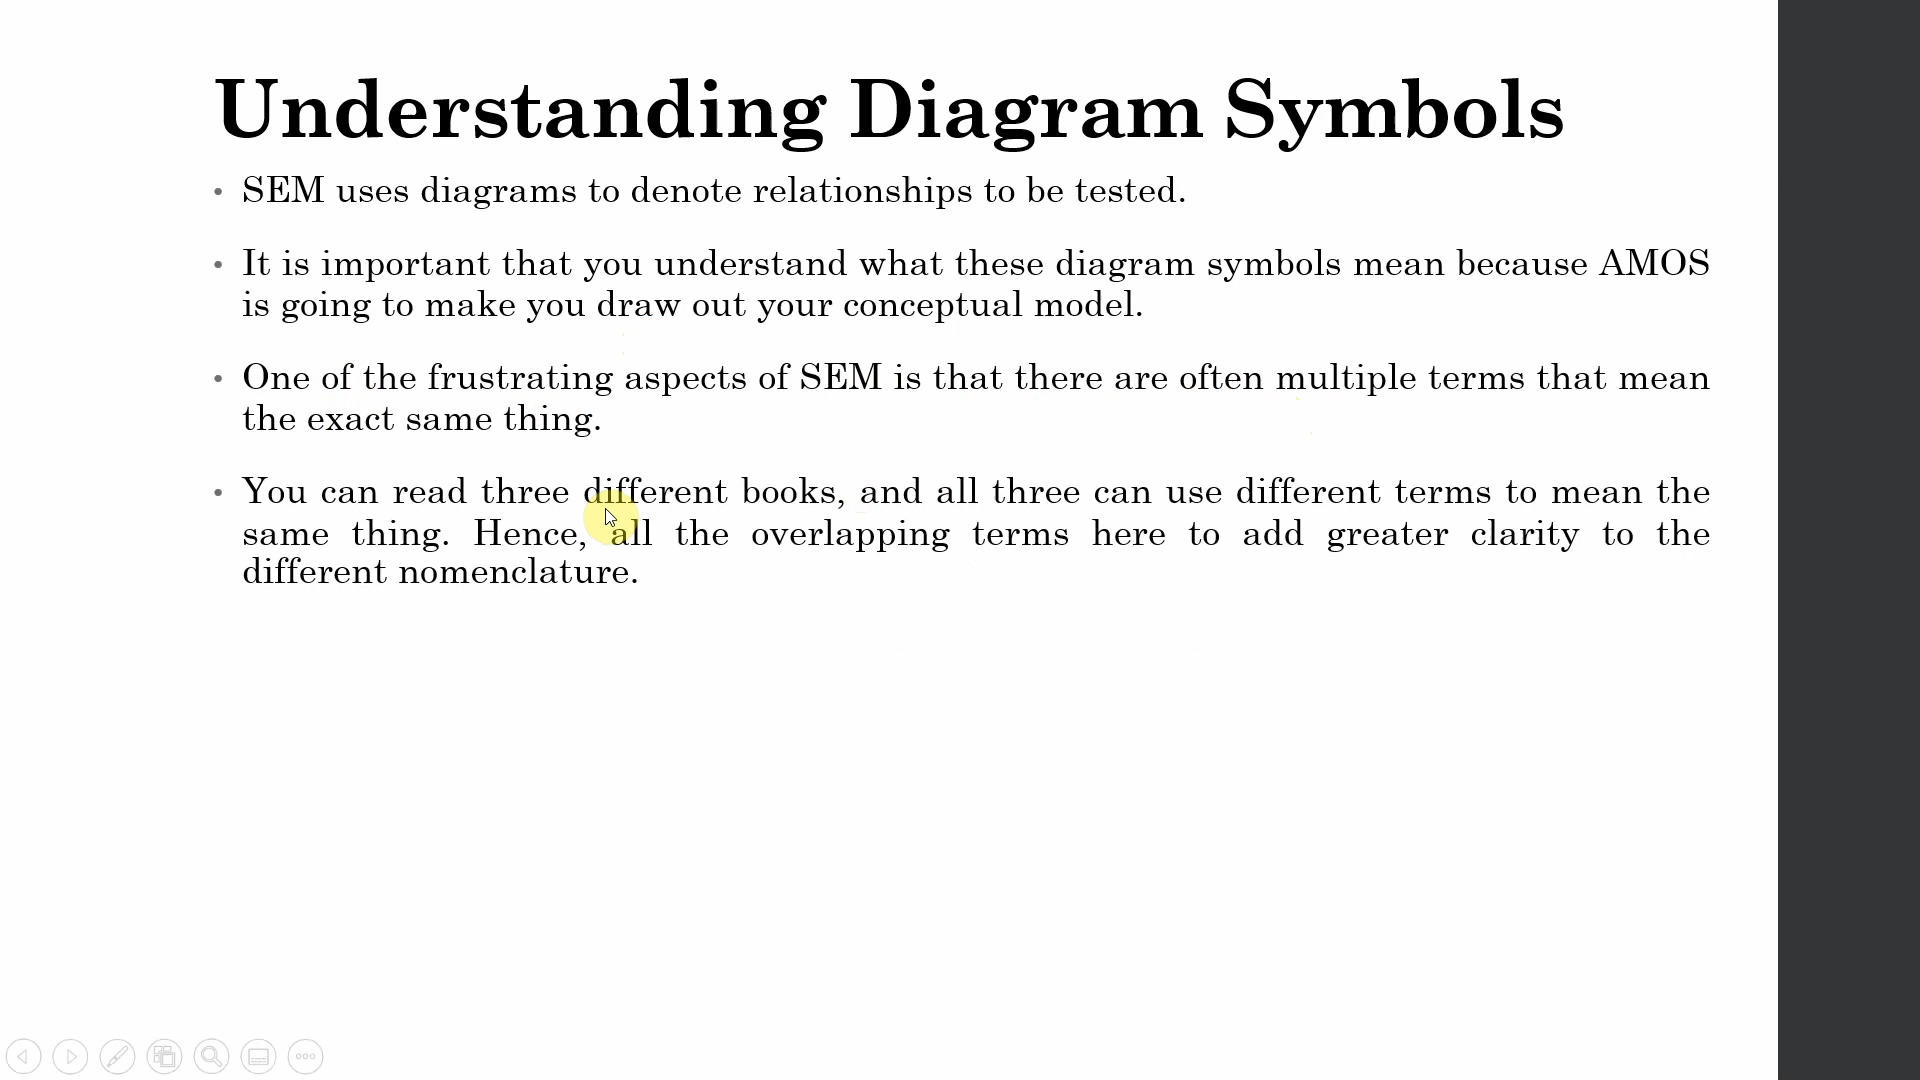 Understanding Diagram Symbols
• SEM uses diagrams to denote relationships to be tested.
• It is important that you understand what these diagram symbols mean because AMOS
is going to make you draw out your conceptual model.
• One of the frustrating aspects of SEM is that there are often multiple terms that mean
the exact same thing.
• You can read three different books, and all three can use different terms to mean the
same thing. Hence, all the overlapping terms here to add greater clarity to the
different nomenclature.